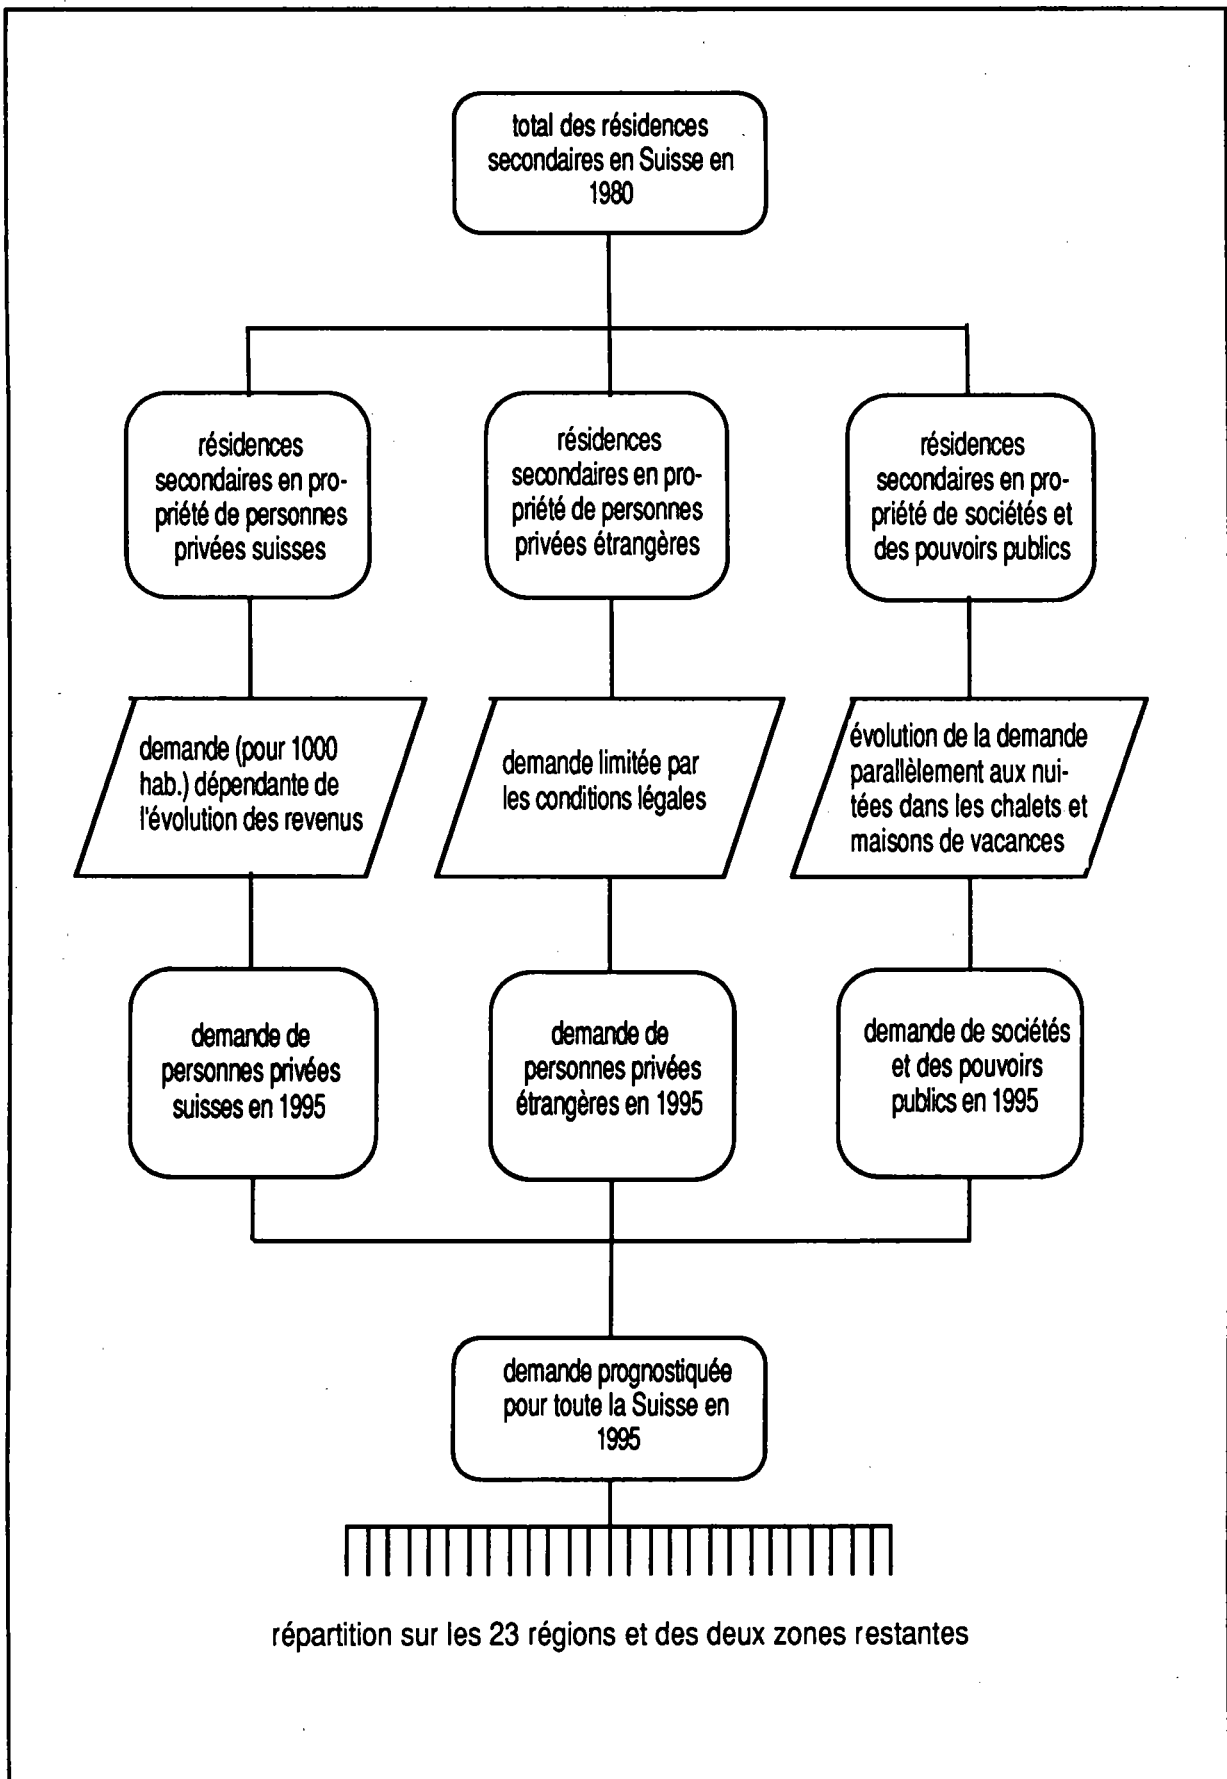 total des résidences
secondaires en Suisse en
1980
résidences
secondaires en pro-
priété de personnes
privées suisses
résidences
secondaires en pro-
priété de personnes
privées étrangères
résidences
secondaires en pro-
priété de sociétés et
des pouvoirs publics
demande (pour 1000
hab.) dépendante de
l'évolution des revenus
demande limitée par
les conditions légales
évolution de la demande
parallèlement aux nui-
tées dans les chalets et
maisons de vacances
demande de
personnes privées
suisses en 1995
demande de
personnes privées
étrangères en 1995
demande de sociétés
et des pouvoirs
publics en 1995
demande prognostiquée
pour toute la Suisse en
1995
répartition sur les 23 régions et des deux zones restantes